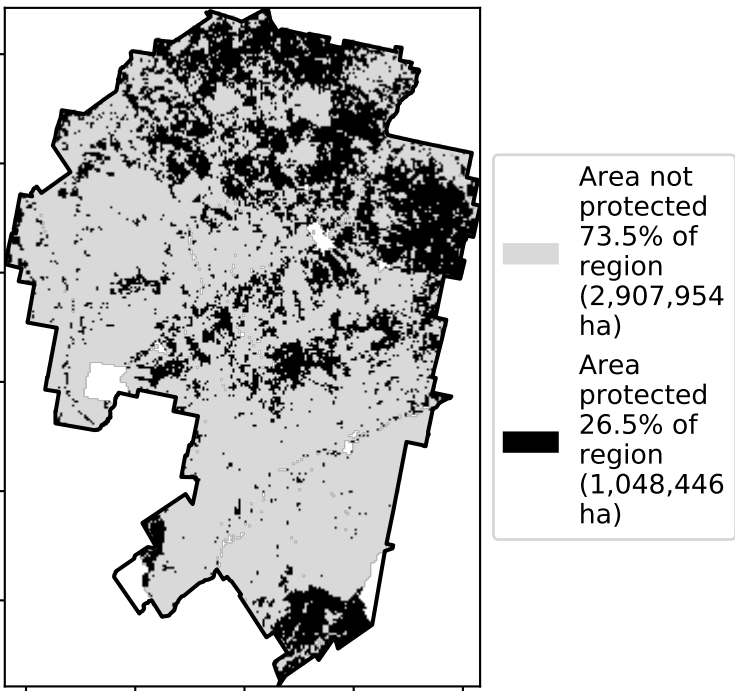 Area not
protected
73.5% of
region
(2,907,954
ha)
Area
protected
26.5% of
region
(1,048,446
ha)